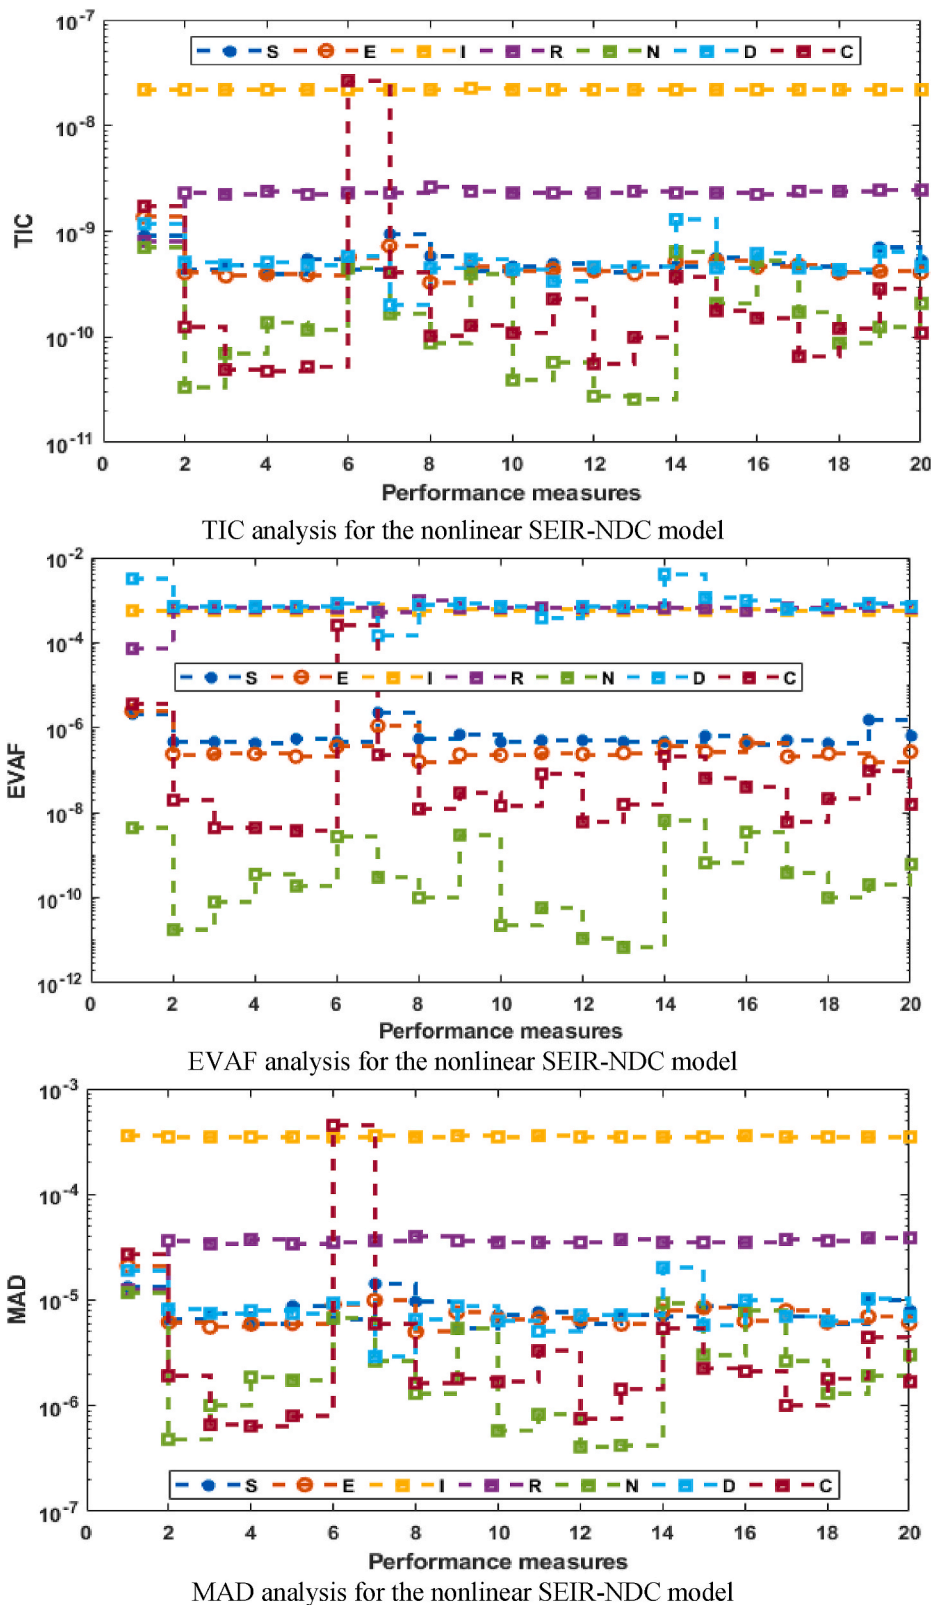 10-7
S E I R N D C
10-8
10-9
TIC
10-10
10-11
0 2 4 6 8 10 12 14 16 18 20
Performance measures
TIC analysis for the nonlinear SEIR-NDC model
10-2
10-4
S E I R N D C
10-6
EVAF
10-8
10-10
10-12
0 2 4 6 8 10 12 14 16 18 20
Performance measures
EVAF analysis for the nonlinear SEIR-NDC model
10-3
10-4
10-5
MAD
10-6
S E I R N D C
10-7
0 2 4 6 8 10 12 14 16 18 20
Performance measures
MAD analysis for the nonlinear SEIR-NDC model